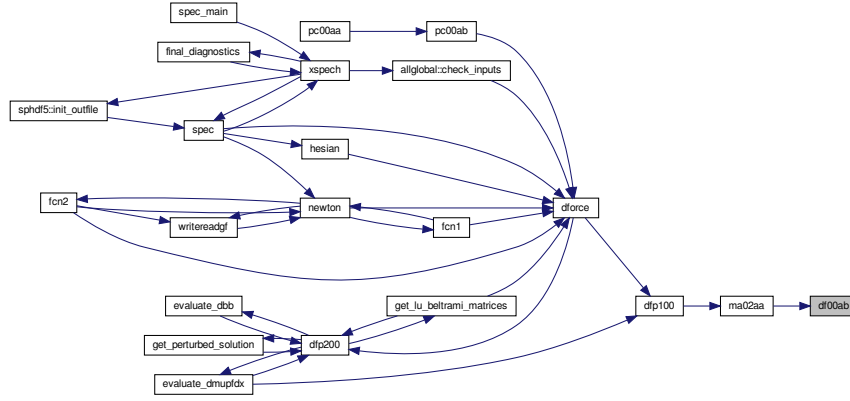 spec_main
pc00aa
pc00ab
final_diagnostics
xspech
allglobal::check_inputs
sphdf5::init_outfile
spec
hesian
fcn2
newton
dforce
writereadgf
fcn1
evaluate_dbb
get_lu_beltrami_matrices
dfp100
ma02aa
df00ab
get_perturbed_solution
dfp200
evaluate_dmupfdx